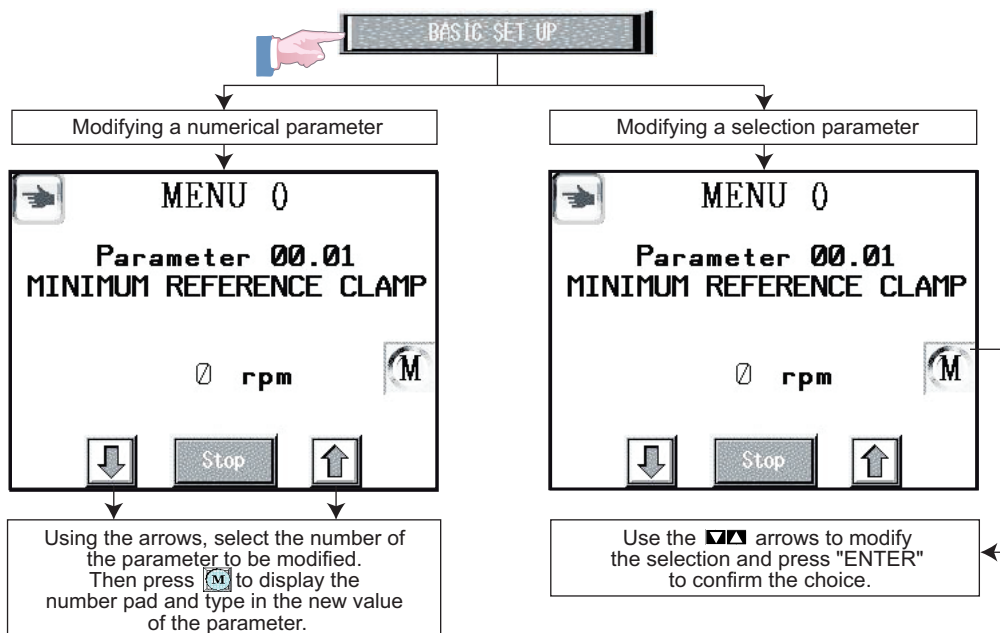 BASIC SET UP
Modifying a numerical parameter
MENU 0
Parameter 00.01
MINIMUM REFERENCE CLAMP
0 rpm
M
Stop
Using the arrows, select the number of
the parameter to be modified.
Then press M to display the
number pad and type in the new value
of the parameter.
Modifying a selection parameter
MENU 0
Parameter 00.01
MINIMUM REFERENCE CLAMP
0 rpm
M
Stop
Use the ▼▲ arrows to modify
the selection and press "ENTER"
to confirm the choice.